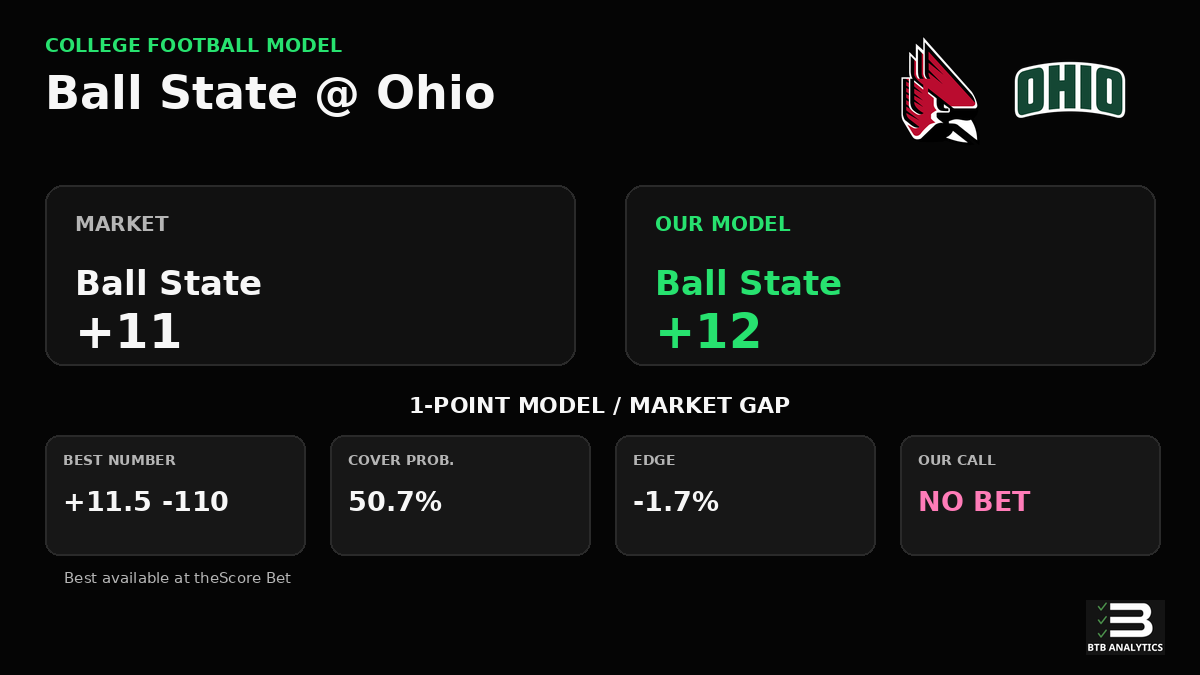 COLLEGE FOOTBALL MODEL
Ball State @ Ohio
OHIO
MARKET
Ball State
+11
OUR MODEL
Ball State
+12
1-POINT MODEL / MARKET GAP
BEST NUMBER
+11.5 -110
COVER PROB.
50.7%
EDGE
-1.7%
OUR CALL
NO BET
Best available at theScore Bet
B
BTB ANALYTICS